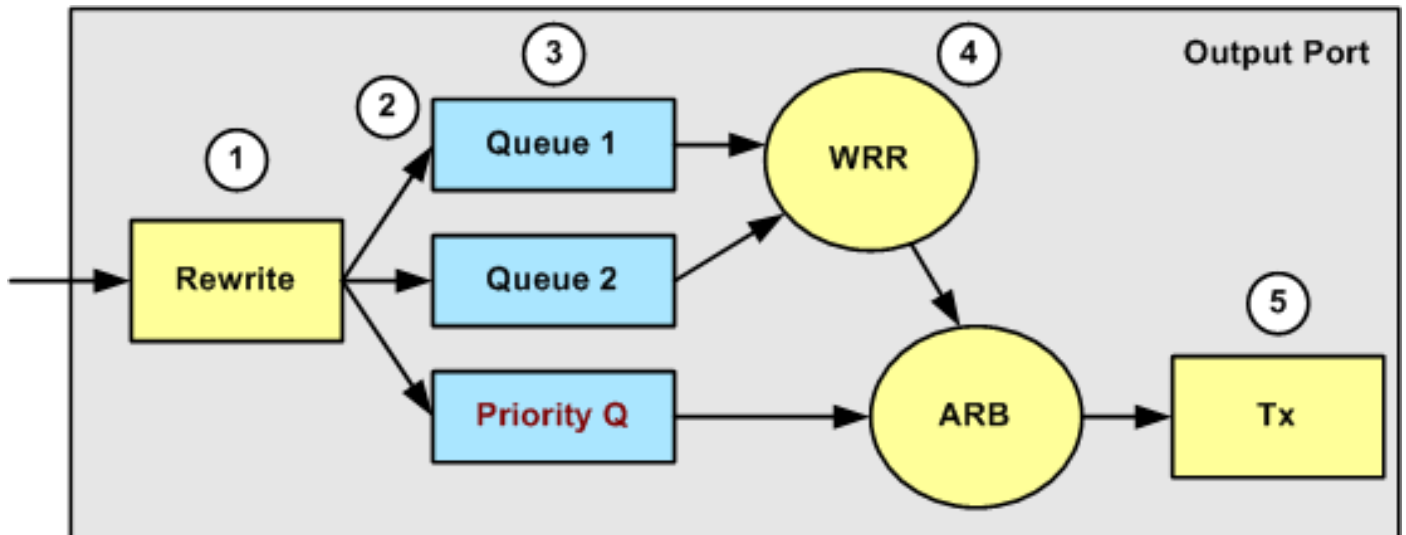 3
4
Output Port
2
Queue 1
WRR
1
Rewrite
Queue 2
5
Priority Q
ARB
Tx